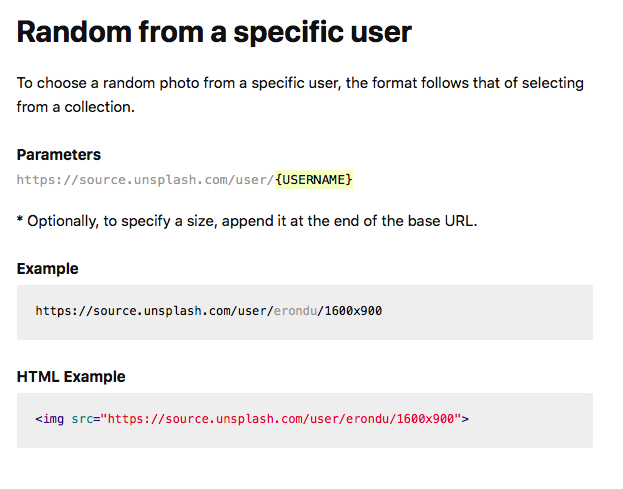 Random from a specific user
To choose a random photo from a specific user, the format follows that of selecting
from a collection.
Parameters
https://source.unsplash.com/user/{USERNAME}
* Optionally, to specify a size, append it at the end of the base URL.
Example
https://source.unsplash.com/user/erondu/1600x900
HTML Example
<img src="https://source.unsplash.com/user/erondu/1600x900">